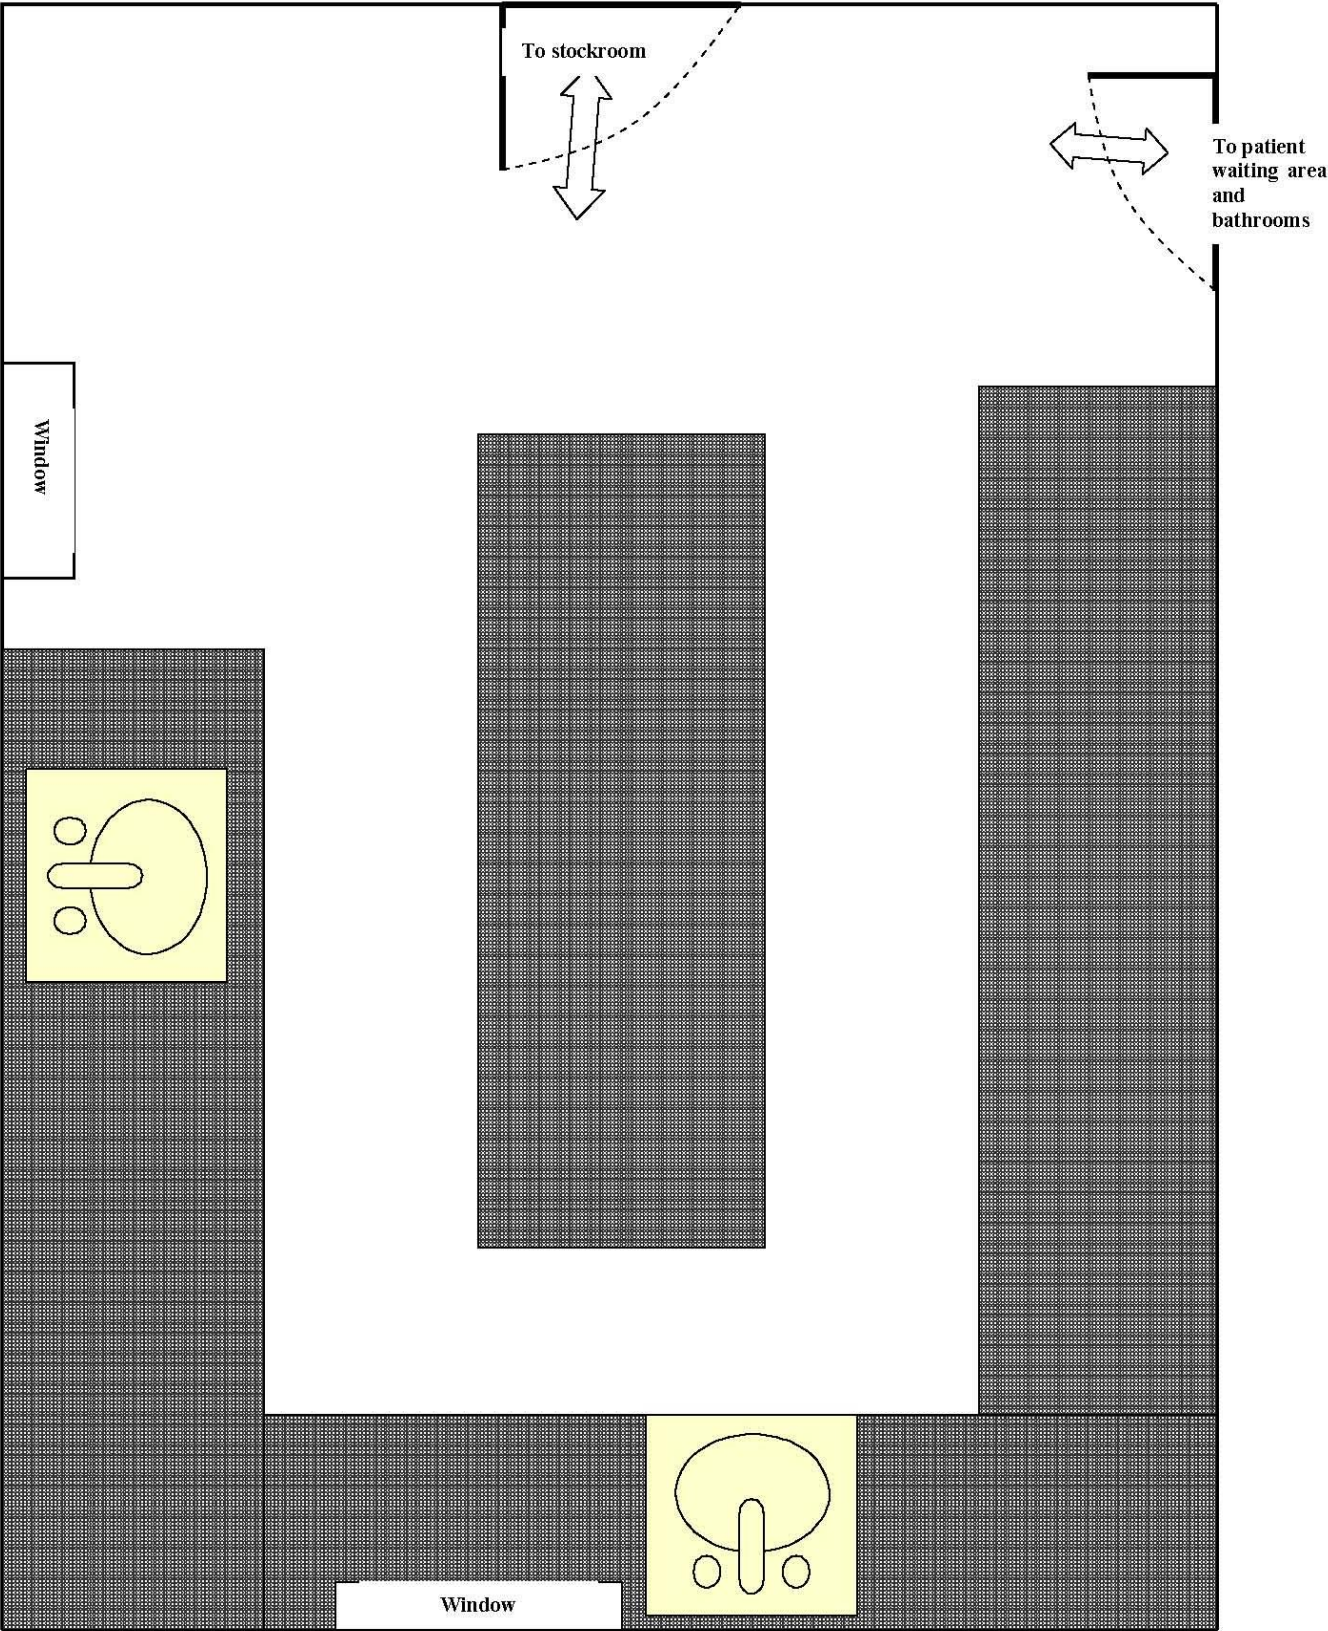 To stockroom
To patient
waiting area
and
bathrooms
Window
Window